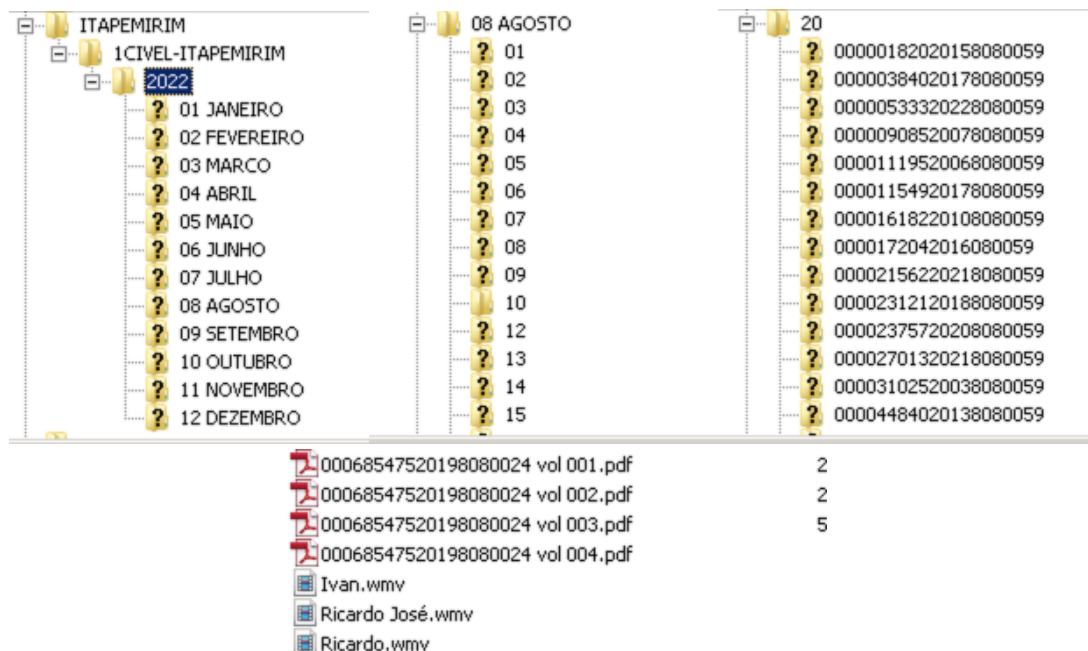 ITAPEMIRIM
1CIVEL-ITAPEMIRIM
2022
01 JANEIRO
02 FEVEREIRO
03 MARCO
04 ABRIL
05 MAIO
06 JUNHO
07 JULHO
08 AGOSTO
09 SETEMBRO
10 OUTUBRO
11 NOVEMBRO
12 DEZEMBRO
08 AGOSTO
01
02
03
04
05
06
07
08
09
10
12
13
14
15
20
00000182020158080059
00000384020178080059
00000533320228080059
00000908520078080059
00001119520068080059
00001154920178080059
00001618220108080059
0000172042016080059
00002156220218080059
00002312120188080059
00002375720208080059
00002701320218080059
00003102520038080059
00004484020138080059
00068547520198080024 vol 001.pdf 2
00068547520198080024 vol 002.pdf 2
00068547520198080024 vol 003.pdf 5
00068547520198080024 vol 004.pdf
Ivan.wmv
Ricardo José.wmv
Ricardo.wmv